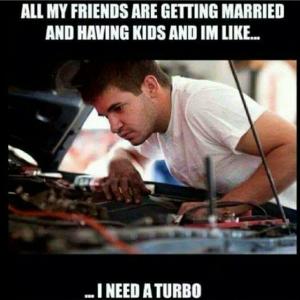 ALL MY FRIENDS ARE GETTING MARRIED
AND HAVING KIDS AND IM LIKE...
... I NEED A TURBO